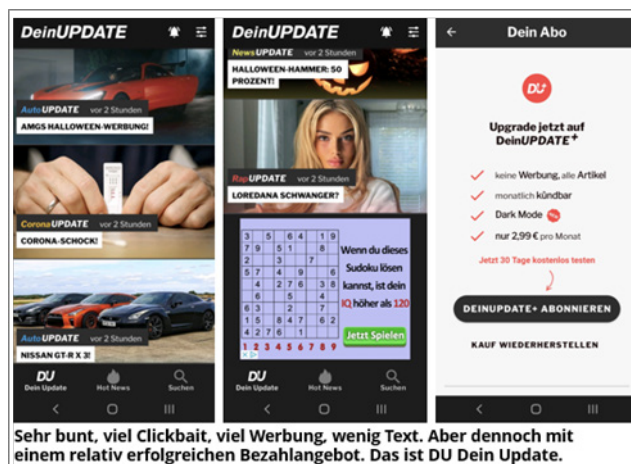 DeinUPDATE
AutoUPDATE vor 2 Stunden
AMGS HALLOWEEN-WERBUNG!
CoronaUPDATE vor 2 Stunden
CORONA-SCHOCK!
AutoUPDATE vor 2 Stunden
NISSAN GT-R X 3!
DU
Dein Update
Hot News
Suchen
DeinUPDATE
NewsUPDATE vor 2 Stunden
HALLOWEEN-HAMMER: 50
PROZENT!
RapUPDATE vor 2 Stunden
LOREDANA SCHWANGER?
Wenn du dieses
Sudoku lösen
kannst, ist dein
IQ höher als 120
Jetzt Spielen
1 2 3 4 5 6 7 8 9
DU
Dein Update
Hot News
Suchen
Dein Abo
DU+
Upgrade jetzt auf
DeinUPDATE+
keine Werbung, alle Artikel
monatlich kündbar
Dark Mode
nur 2,99 € pro Monat
Jetzt 30 Tage kostenlos testen
DEINUPDATE+ ABONNIEREN
KAUF WIEDERHERSTELLEN
Sehr bunt, viel Clickbait, viel Werbung, wenig Text. Aber dennoch mit
einem relativ erfolgreichen Bezahlangebot. Das ist DU Dein Update.